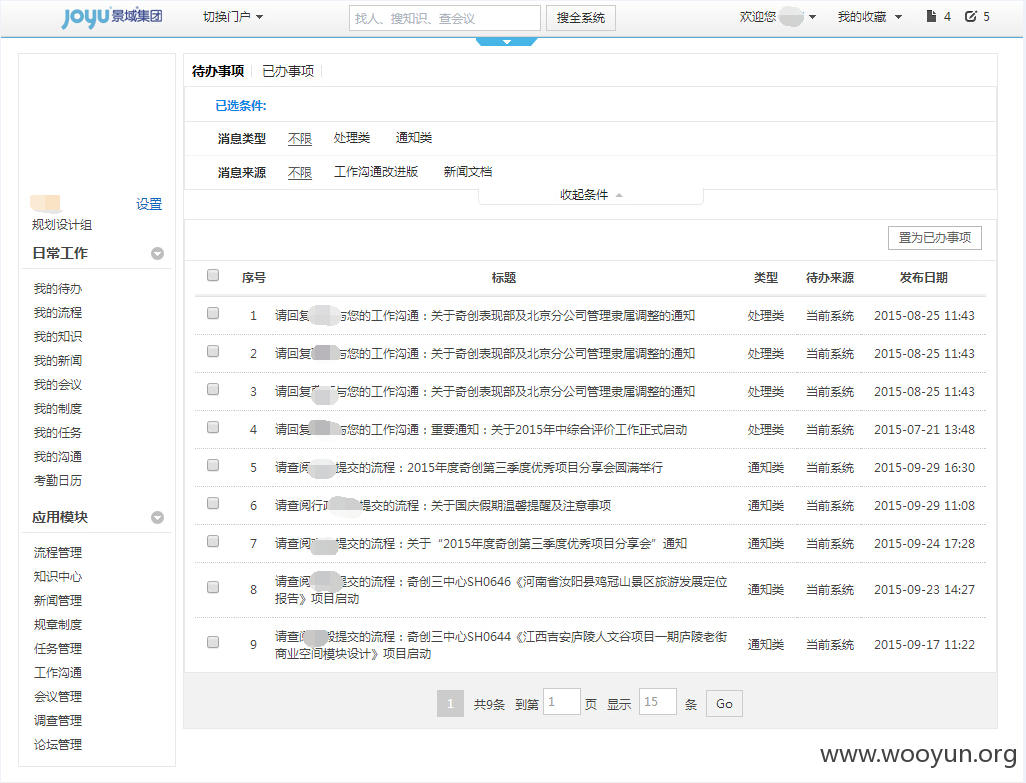 joyu 景域集团 切换门户 找人、搜知识、查会议 搜全系统 欢迎您 我的收藏 4 5
待办事项 已办事项
已选条件:
消息类型 不限 处理类 通知类
消息来源 不限 工作沟通改进版 新闻文档
收起条件
设置
规划设计组
日常工作
我的待办
我的流程
我的知识
我的新闻
我的会议
我的制度
我的任务
我的沟通
考勤日历
应用模块
流程管理
知识中心
新闻管理
规章制度
任务管理
工作沟通
会议管理
调查管理
论坛管理
置为已办事项
序号 标题 类型 待办来源 发布日期
1 请回复 与您的工作沟通：关于奇创表现部及北京分公司管理隶属调整的通知 处理类 当前系统 2015-08-25 11:43
2 请回复 与您的工作沟通：关于奇创表现部及北京分公司管理隶属调整的通知 处理类 当前系统 2015-08-25 11:43
3 请回复 与您的工作沟通：关于奇创表现部及北京分公司管理隶属调整的通知 处理类 当前系统 2015-08-25 11:43
4 请回复 与您的工作沟通：重要通知：关于2015年中综合评价工作正式启动 处理类 当前系统 2015-07-21 13:48
5 请查阅 提交的流程：2015年度奇创第三季度优秀项目分享会圆满举行 通知类 当前系统 2015-09-29 16:30
6 请查阅行政 提交的流程：关于国庆假期温馨提醒及注意事项 通知类 当前系统 2015-09-29 11:08
7 请查阅 提交的流程：关于“2015年度奇创第三季度优秀项目分享会”通知 通知类 当前系统 2015-09-24 17:28
8 请查阅 提交的流程：奇创三中心SH0646《河南省汝阳县鸡冠山景区旅游发展定位 通知类 当前系统 2015-09-23 14:27
报告》项目启动
9 请查阅 提交的流程：奇创三中心SH0644《江西吉安庐陵人文谷项目一期庐陵老街 通知类 当前系统 2015-09-17 11:22
商业空间模块设计》项目启动
1 共9条 到第 1 页 显示 15 条 Go
www.wooyun.org